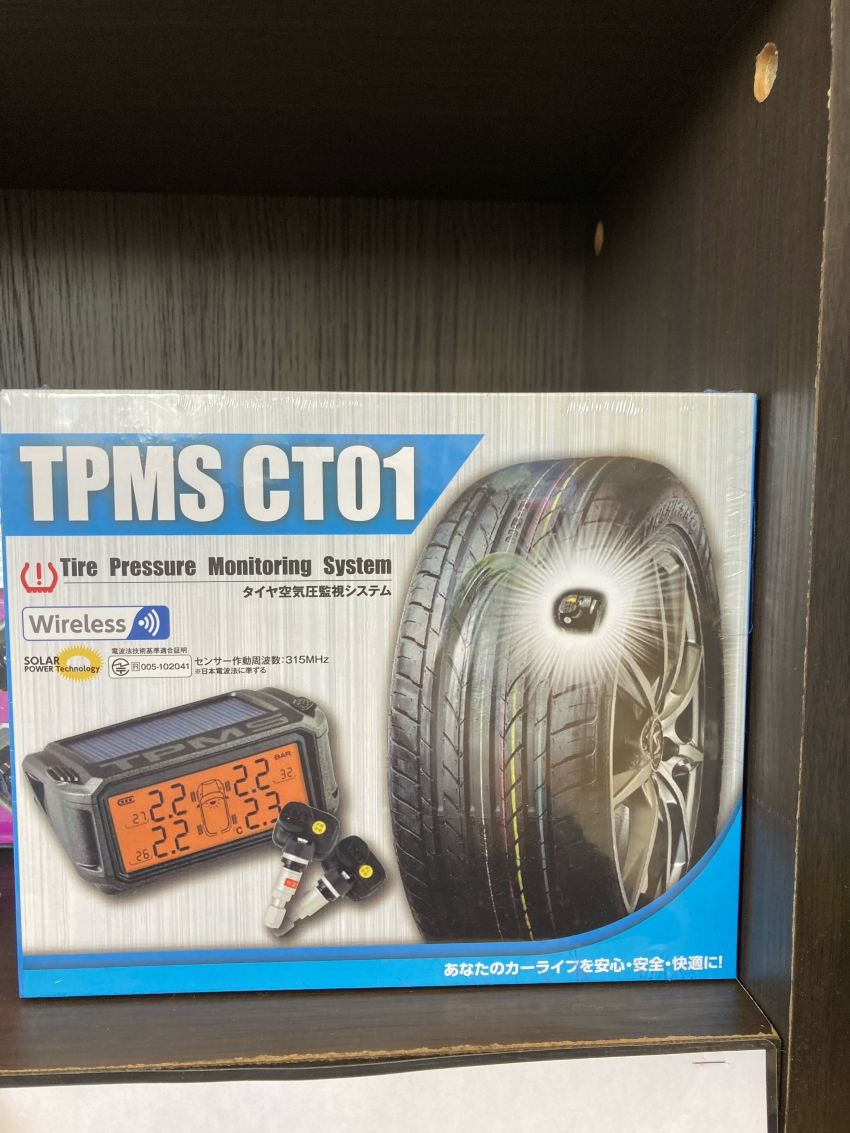 TPMS CT01
Tire Pressure Monitoring System
タイヤ空気圧監視システム
Wireless
SOLAR
POWER Technology
電波法技術基準適合証明
R 005-102041
センサー作動周波数:315MHz
※日本電波法に準ずる
TPMS
BAR
2.2 2.2 32
27 2.2 2.3
26 2.2 °C
あなたのカーライフを安心・安全・快適に!